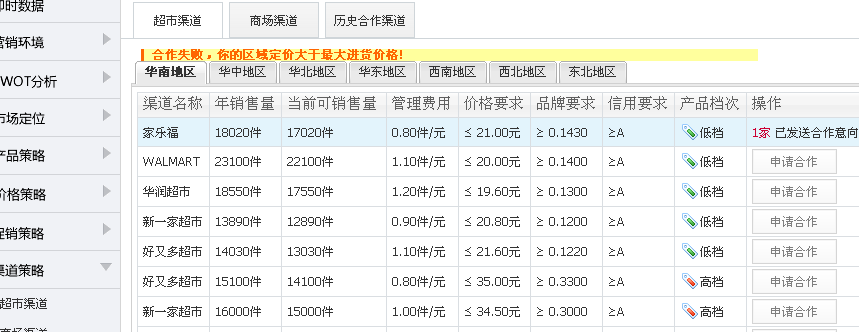 即时数据
营销环境
WOT分析
市场定位
产品策略
价格策略
促销策略
渠道策略
超市渠道
商场渠道
超市渠道 商场渠道 历史合作渠道
合作失败，你的区域定价大于最大进货价格!
华南地区 华中地区 华北地区 华东地区 西南地区 西北地区 东北地区
渠道名称 年销售量 当前可销售量 管理费用 价格要求 品牌要求 信用要求 产品档次 操作
家乐福 18020件 17020件 0.80件/元 ≤ 21.00元 ≥ 0.1430 ≥A 低档 1家 已发送合作意向
WALMART 23100件 22100件 1.10件/元 ≤ 20.00元 ≥ 0.1400 ≥A 低档 申请合作
华润超市 18550件 17550件 1.20件/元 ≤ 19.60元 ≥ 0.1300 ≥A 低档 申请合作
新一家超市 13890件 12890件 0.90件/元 ≤ 20.80元 ≥ 0.1200 ≥A 低档 申请合作
好又多超市 14030件 13030件 1.10件/元 ≤ 21.60元 ≥ 0.1220 ≥A 低档 申请合作
好又多超市 15100件 14100件 0.80件/元 ≤ 35.00元 ≥ 0.3300 ≥A 高档 申请合作
新一家超市 16000件 15000件 1.00件/元 ≤ 34.50元 ≥ 0.3000 ≥A 高档 申请合作